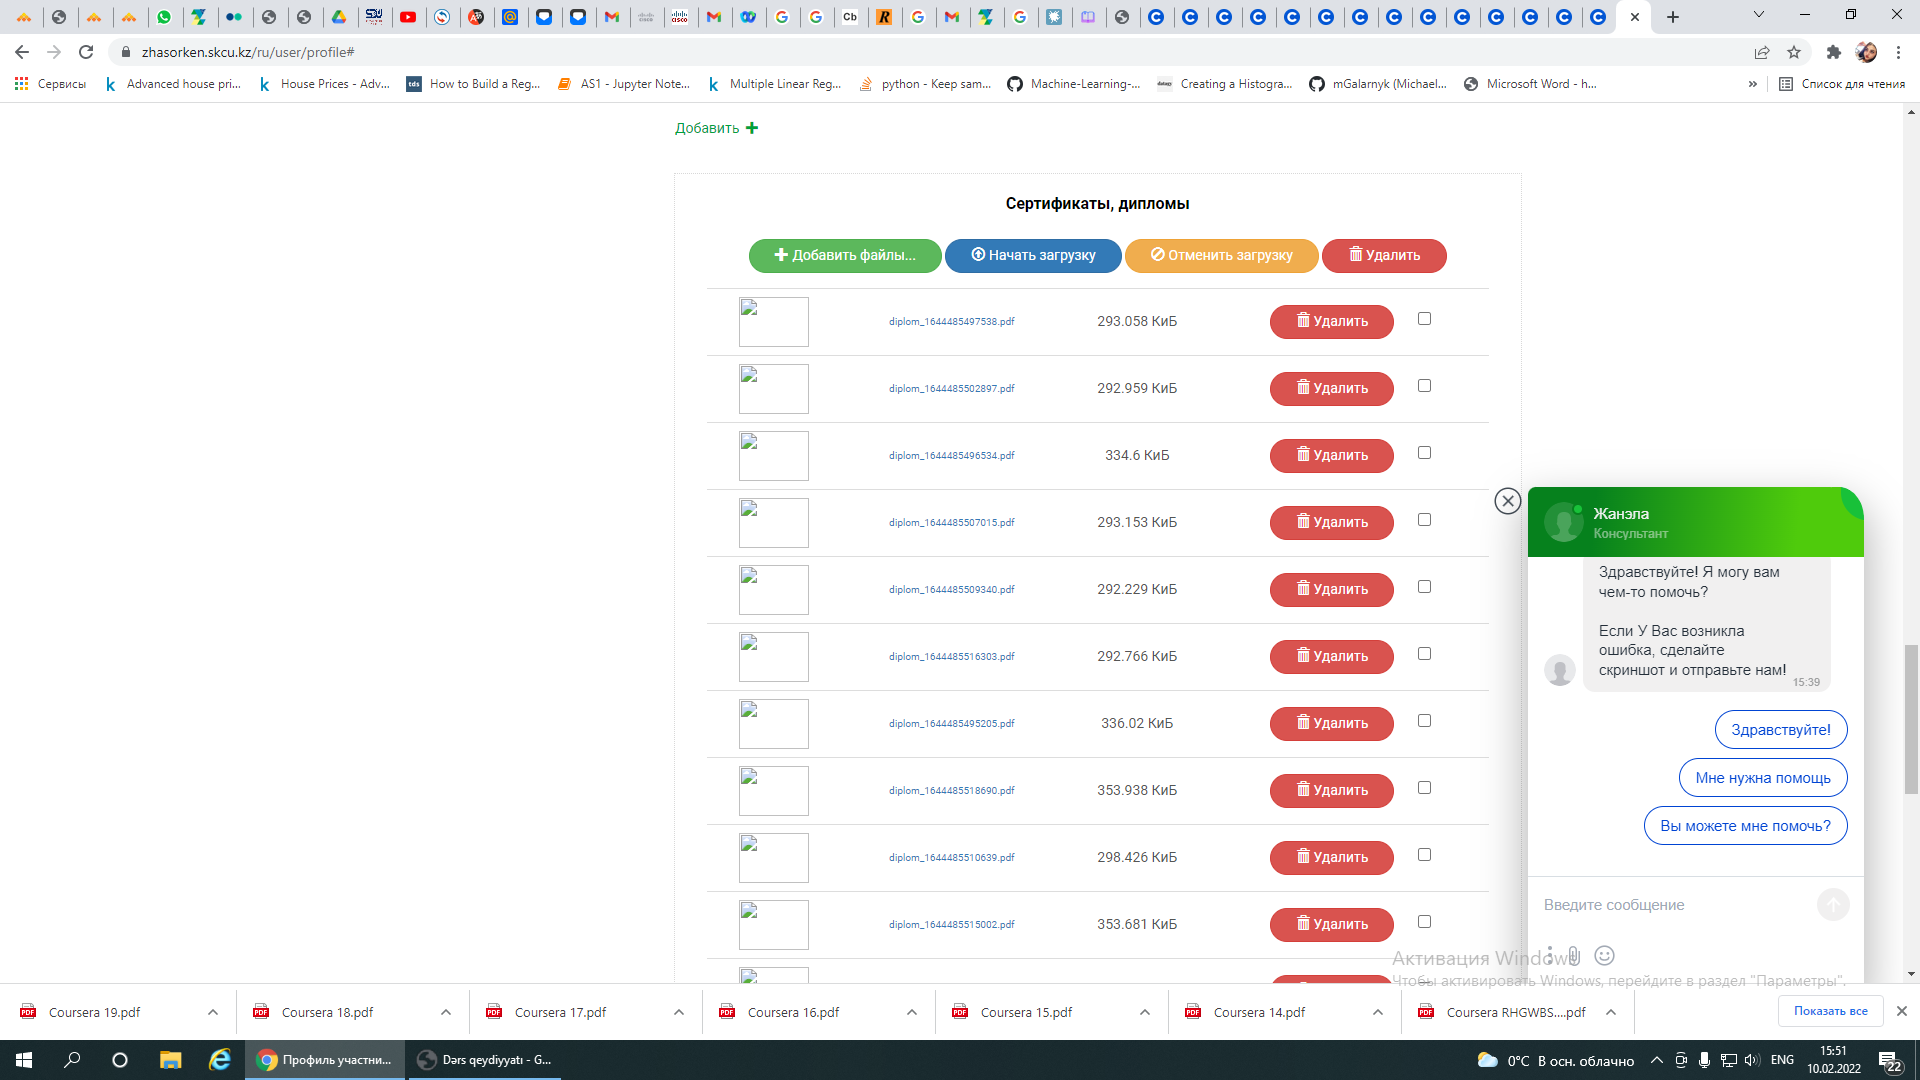 zhasorken.skcu.kz/ru/user/profile#
Сервисы
Advanced house pri...
House Prices - Adv...
How to Build a Reg...
AS1 - Jupyter Note...
Multiple Linear Reg...
python - Keep sam...
Machine-Learning-...
Creating a Histogra...
mGalarnyk (Michael...
Microsoft Word - h...
»
Список для чтения
Добавить
Сертификаты, дипломы
Добавить файлы...
Начать загрузку
Отменить загрузку
Удалить
diplom_1644485497538.pdf 293.058 КиБ Удалить
diplom_1644485502897.pdf 292.959 КиБ Удалить
diplom_1644485496534.pdf 334.6 КиБ Удалить
diplom_1644485507015.pdf 293.153 КиБ Удалить
diplom_1644485509340.pdf 292.229 КиБ Удалить
diplom_1644485516303.pdf 292.766 КиБ Удалить
diplom_1644485495205.pdf 336.02 КиБ Удалить
diplom_1644485518690.pdf 353.938 КиБ Удалить
diplom_1644485510639.pdf 298.426 КиБ Удалить
diplom_1644485515002.pdf 353.681 КиБ Удалить
Жанэла
Консультант
Здравствуйте! Я могу вам
чем-то помочь?
Если У Вас возникла
ошибка, сделайте
скриншот и отправьте нам!
15:39
Здравствуйте!
Мне нужна помощь
Вы можете мне помочь?
Введите сообщение
Активация Windows
Чтобы активировать Windows, перейдите в раздел "Параметры".
Coursera 19.pdf
Coursera 18.pdf
Coursera 17.pdf
Coursera 16.pdf
Coursera 15.pdf
Coursera 14.pdf
Coursera RHGWBS....pdf
Показать все
Профиль участни...
Dərs qeydiyyatı - G...
0°C В осн. облачно
ENG
15:51
10.02.2022
22